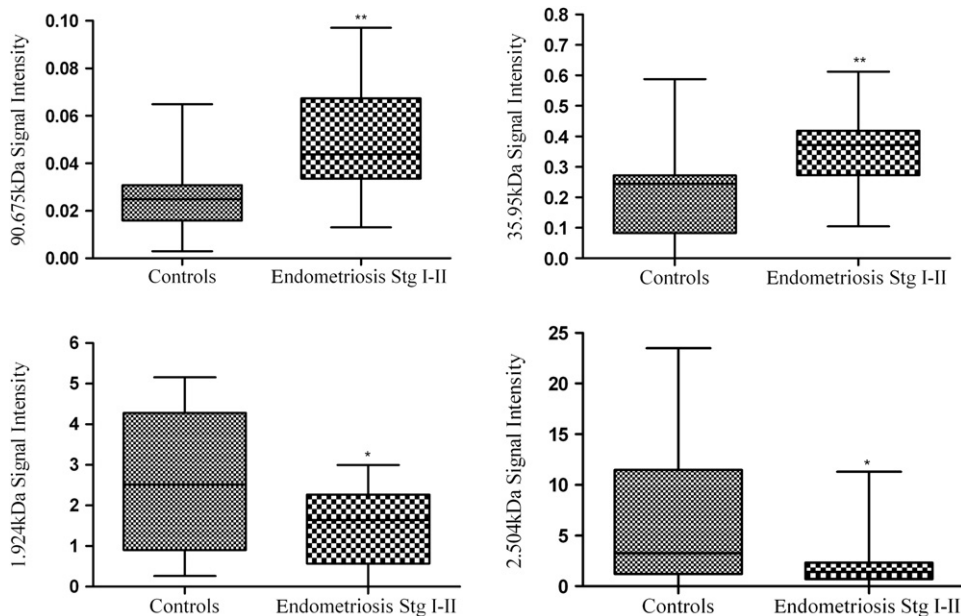 90.675kDa Signal Intensity
0.10
0.08
0.06
0.04
0.02
0.00
**
Controls
Endometriosis Stg I-II
35.95kDa Signal Intensity
0.8
0.7
0.6
0.5
0.4
0.3
0.2
0.1
0.0
**
Controls
Endometriosis Stg I-II
1.924kDa Signal Intensity
6
5
4
3
2
1
0
*
Controls
Endometriosis Stg I-II
2.504kDa Signal Intensity
25
20
15
10
5
0
*
Controls
Endometriosis Stg I-II